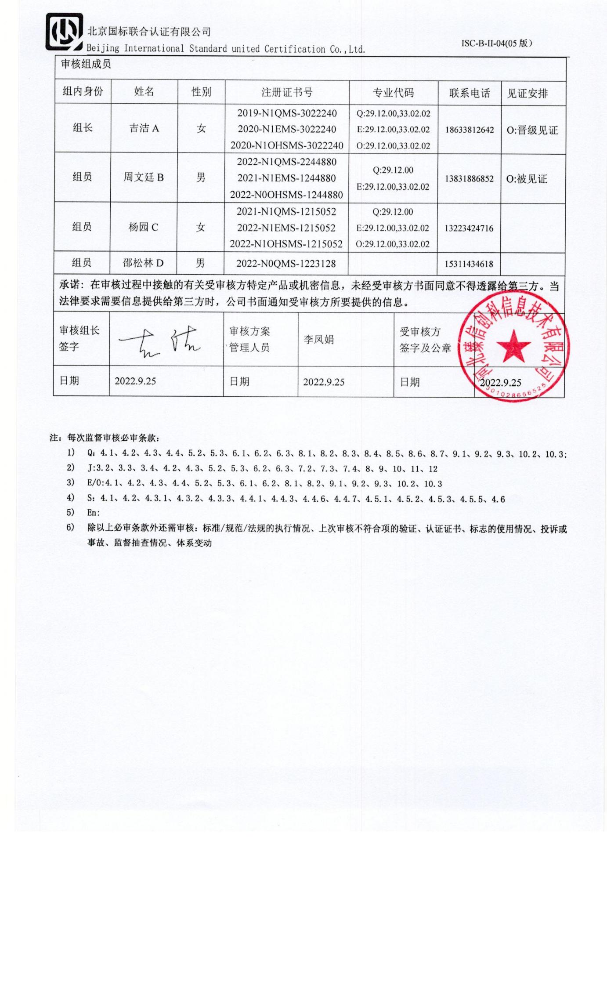 北京国标联合认证有限公司
Beijing International Standard united Certification Co.,Ltd.
ISC-B-II-04(05 版）
审核组成员
组内身份 姓名 性别 注册证书号 专业代码 联系电话 见证安排
组长 吉洁 A 女 2019-N1QMS-3022240 Q:29.12.00,33.02.02 18633812642 O:晋级见证
2020-N1EMS-3022240 E:29.12.00,33.02.02
2020-N1OHSMS-3022240 O:29.12.00,33.02.02
组员 周文廷 B 男 2022-N1QMS-2244880 Q:29.12.00 13831886852 O:被见证
2021-N1EMS-1244880 E:29.12.00,33.02.02
2022-N0OHSMS-1244880
组员 杨园 C 女 2021-N1QMS-1215052 Q:29.12.00 13223424716
2022-N1EMS-1215052 E:29.12.00,33.02.02
2022-N1OHSMS-1215052 O:29.12.00,33.02.02
组员 邵松林 D 男 2022-N0QMS-1223128 15311434618
承诺：在审核过程中接触的有关受审核方特定产品或机密信息，未经受审核方书面同意不得透露给第三方。当
法律要求需要信息提供给第三方时，公司书面通知受审核方所要提供的信息。
审核组长 吉洁 审核方案 李凤娟 受审核方
签字 管理人员 签字及公章
日期 2022.9.25 日期 2022.9.25 日期 2022.9.25
河北 信创科信息技术有限公司
301028656525
注：每次监督审核必审条款：
1) Q: 4.1、4.2、4.3、4.4、5.2、5.3、6.1、6.2、6.3、8.1、8.2、8.3、8.4、8.5、8.6、8.7、9.1、9.2、9.3、10.2、10.3;
2) J:3.2、3.3、3.4、4.2、4.3、5.2、5.3、6.2、6.3、7.2、7.3、7.4、8、9、10、11、12
3) E/O:4.1、4.2、4.3、4.4、5.2、5.3、6.1、6.2、8.1、8.2、9.1、9.2、9.3、10.2、10.3
4) S: 4.1、4.2、4.3.1、4.3.2、4.3.3、4.4.1、4.4.3、4.4.6、4.4.7、4.5.1、4.5.2、4.5.3、4.5.5、4.6
5) En:
6) 除以上必审条款外还需审核：标准/规范/法规的执行情况、上次审核不符合项的验证、认证证书、标志的使用情况、投诉或
事故、监督抽查情况、体系变动